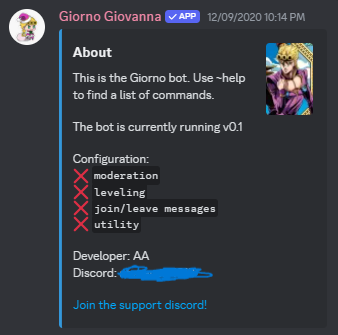 Giorno Giovanna ✓ APP 12/09/2020 10:14 PM
About
This is the Giorno bot. Use ~help
to find a list of commands.
The bot is currently running v0.1
Configuration:
❌ moderation
❌ leveling
❌ join/leave messages
❌ utility
Developer: AA
Discord:
Join the support discord!